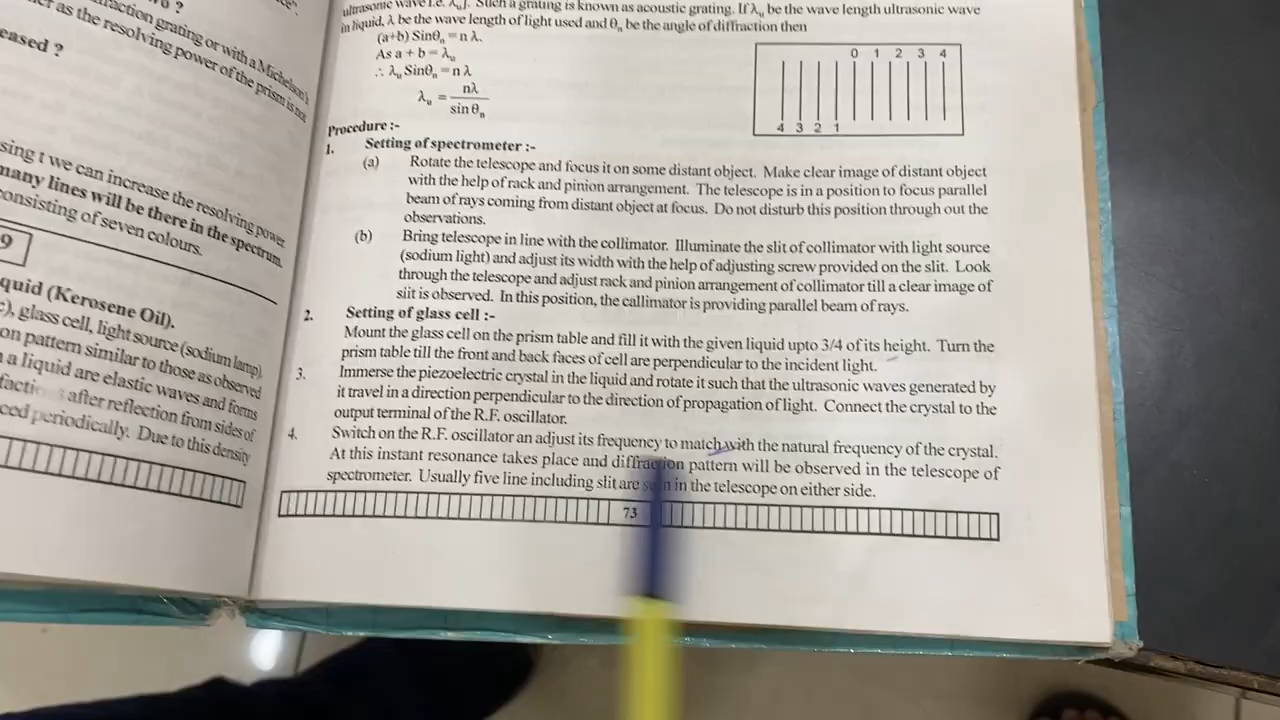 ease".
?
fraction grating or with a Michelson's
er as the resolving power of the prism is not
eased ?
sing t we can increase the resolving power
many lines will be there in the spectrum
consisting of seven colours.
9
quid (Kerosene Oil).
), glass cell, light source (sodium lamp)
on pattern similar to those as observed
a liquid are elastic waves and forms
after reflection from sides of
ced periodically. Due to this density
ultrasonic wave i.e. λu]. Such a grating is known as acoustic grating. If λu be the wave length ultrasonic wave
in liquid, λ be the wave length of light used and θn be the angle of diffraction then
(a+b) Sinθn = n λ.
As a + b = λu
∴ λu Sinθn = n λ
λu = nλ / sin θn
0 1 2 3 4
4 3 2 1
Procedure :-
1. Setting of spectrometer :-
(a) Rotate the telescope and focus it on some distant object. Make clear image of distant object
with the help of rack and pinion arrangement. The telescope is in a position to focus parallel
beam of rays coming from distant object at focus. Do not disturb this position through out the
observations.
(b) Bring telescope in line with the collimator. Illuminate the slit of collimator with light source
(sodium light) and adjust its width with the help of adjusting screw provided on the slit. Look
through the telescope and adjust rack and pinion arrangement of collimator till a clear image of
siit is observed. In this position, the callimator is providing parallel beam of rays.
2. Setting of glass cell :-
Mount the glass cell on the prism table and fill it with the given liquid upto 3/4 of its height. Turn the
prism table till the front and back faces of cell are perpendicular to the incident light.
3. Immerse the piezoelectric crystal in the liquid and rotate it such that the ultrasonic waves generated by
it travel in a direction perpendicular to the direction of propagation of light. Connect the crystal to the
output terminal of the R.F. oscillator.
4. Switch on the R.F. oscillator an adjust its frequency to match with the natural frequency of the crystal.
At this instant resonance takes place and diffraction pattern will be observed in the telescope of
spectrometer. Usually five line including slit are seen in the telescope on either side.
73